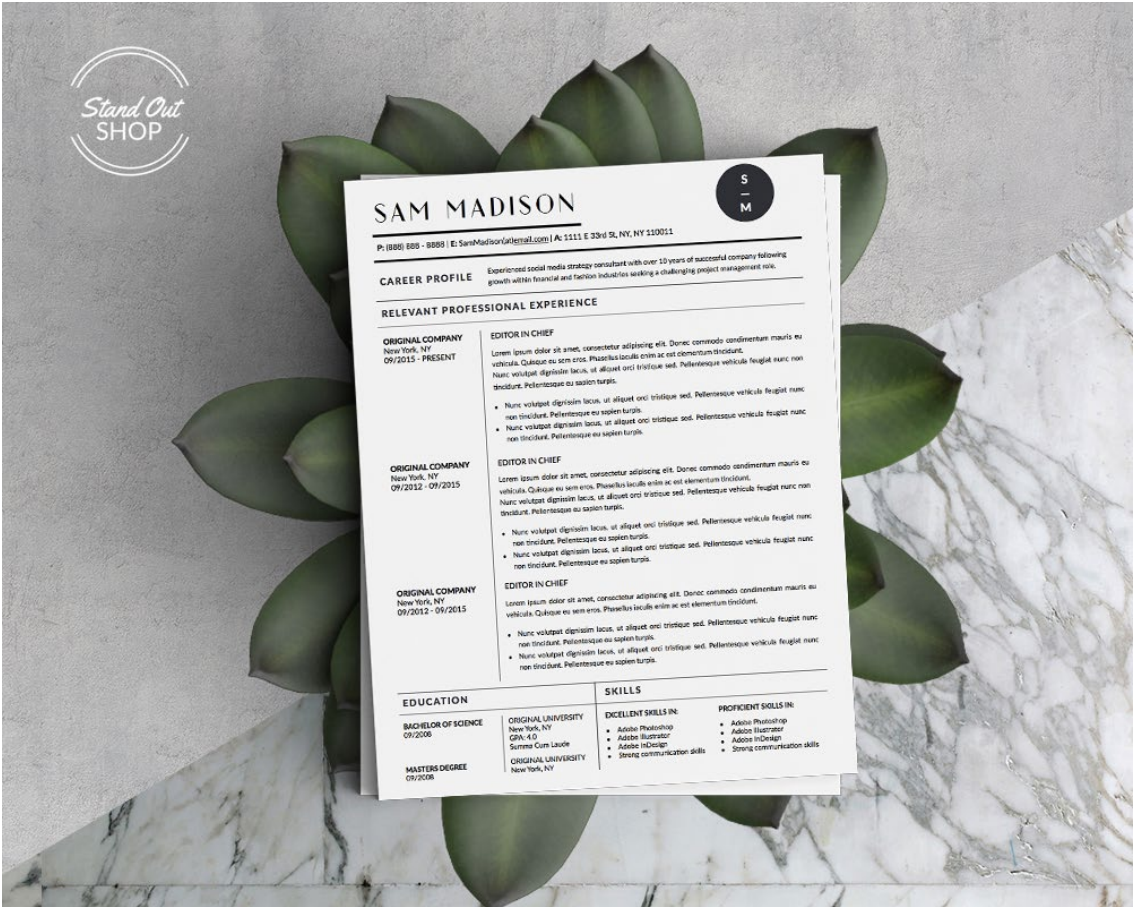 Stand Out
SHOP
S
M
SAM MADISON
P: (888) 888 - 8888 | E: SamMadison(at)email.com | A: 1111 E 33rd St, NY, NY 110011
CAREER PROFILE
Experienced social media strategy consultant with over 10 years of successful company following
growth within financial and fashion industries seeking a challenging project management role.
RELEVANT PROFESSIONAL EXPERIENCE
ORIGINAL COMPANY
New York, NY
09/2015 - PRESENT
EDITOR IN CHIEF
Lorem ipsum dolor sit amet, consectetur adipiscing elit. Donec commodo condimentum mauris eu
vehicula. Quisque eu sem eros. Phasellus iaculis enim ac est elementum tincidunt.
Nunc volutpat dignissim lacus, ut aliquet orci tristique sed. Pellentesque vehicula feugiat nunc non
tincidunt. Pellentesque eu sapien turpis.
• Nunc volutpat dignissim lacus, ut aliquet orci tristique sed. Pellentesque vehicula feugiat nunc
non tincidunt. Pellentesque eu sapien turpis.
• Nunc volutpat dignissim lacus, ut aliquet orci tristique sed. Pellentesque vehicula feugiat nunc
non tincidunt. Pellentesque eu sapien turpis.
ORIGINAL COMPANY
New York, NY
09/2012 - 09/2015
EDITOR IN CHIEF
Lorem ipsum dolor sit amet, consectetur adipiscing elit. Donec commodo condimentum mauris eu
vehicula. Quisque eu sem eros. Phasellus iaculis enim ac est elementum tincidunt.
Nunc volutpat dignissim lacus, ut aliquet orci tristique sed. Pellentesque vehicula feugiat nunc non
tincidunt. Pellentesque eu sapien turpis.
• Nunc volutpat dignissim lacus, ut aliquet orci tristique sed. Pellentesque vehicula feugiat nunc
non tincidunt. Pellentesque eu sapien turpis.
• Nunc volutpat dignissim lacus, ut aliquet orci tristique sed. Pellentesque vehicula feugiat nunc
non tincidunt. Pellentesque eu sapien turpis.
ORIGINAL COMPANY
New York, NY
09/2012 - 09/2015
EDITOR IN CHIEF
Lorem ipsum dolor sit amet, consectetur adipiscing elit. Donec commodo condimentum mauris eu
vehicula. Quisque eu sem eros. Phasellus iaculis enim ac est elementum tincidunt.
• Nunc volutpat dignissim lacus, ut aliquet orci tristique sed. Pellentesque vehicula feugiat nunc
non tincidunt. Pellentesque eu sapien turpis.
• Nunc volutpat dignissim lacus, ut aliquet orci tristique sed. Pellentesque vehicula feugiat nunc
non tincidunt. Pellentesque eu sapien turpis.
EDUCATION
BACHELOR OF SCIENCE
09/2008
ORIGINAL UNIVERSITY
New York, NY
GPA: 4.0
Summa Cum Laude
MASTERS DEGREE
09/2008
ORIGINAL UNIVERSITY
New York, NY
SKILLS
EXCELLENT SKILLS IN:
• Adobe Photoshop
• Adobe Illustrator
• Adobe InDesign
• Strong communication skills
PROFICIENT SKILLS IN:
• Adobe Photoshop
• Adobe Illustrator
• Adobe InDesign
• Strong communication skills